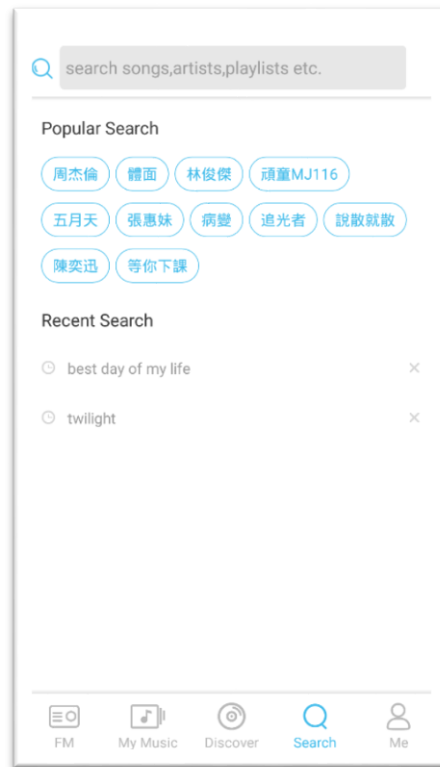 search songs,artists,playlists etc.
Popular Search
周杰倫 體面 林俊傑 頑童MJ116
五月天 張惠妹 病變 追光者 說散就散
陳奕迅 等你下課
Recent Search
best day of my life
twilight
FM My Music Discover Search Me